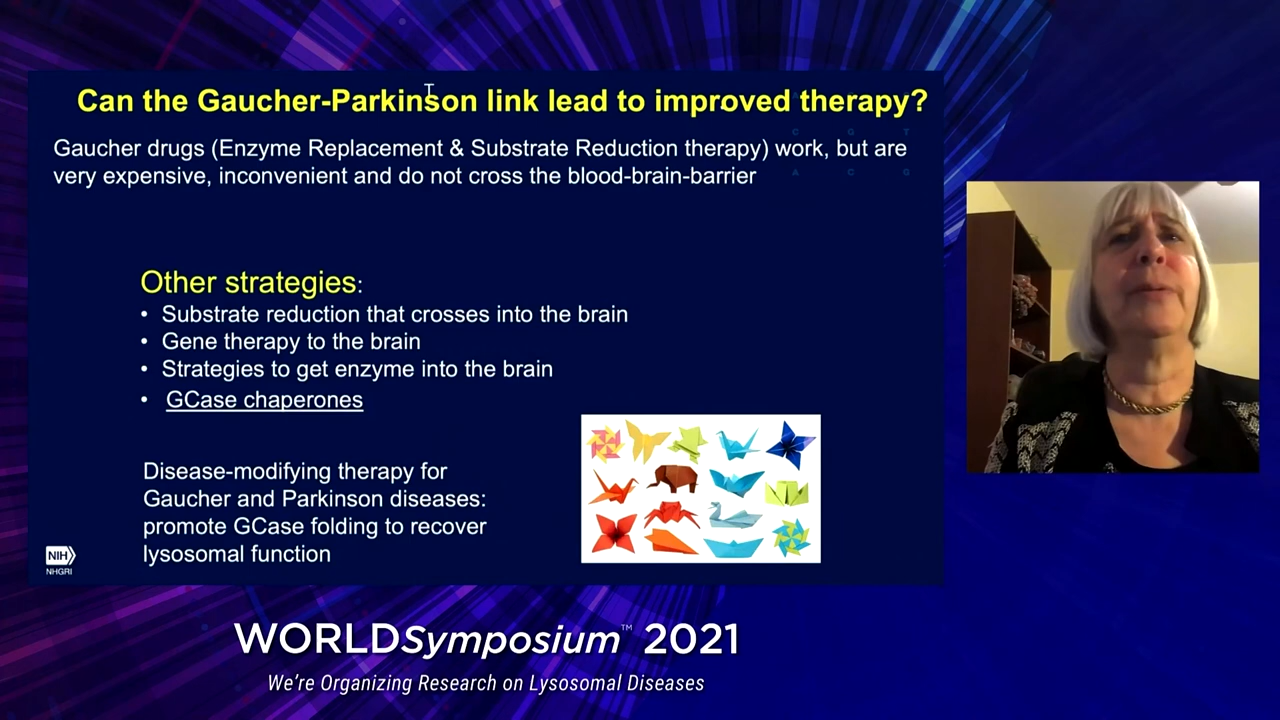 Can the Gaucher-Parkinson link lead to improved therapy?
Gaucher drugs (Enzyme Replacement & Substrate Reduction therapy) work, but are
very expensive, inconvenient and do not cross the blood-brain-barrier
Other strategies:
• Substrate reduction that crosses into the brain
• Gene therapy to the brain
• Strategies to get enzyme into the brain
• GCase chaperones
Disease-modifying therapy for
Gaucher and Parkinson diseases:
promote GCase folding to recover
lysosomal function
NIH
NHGRI
WORLDSymposium™ 2021
We're Organizing Research on Lysosomal Diseases